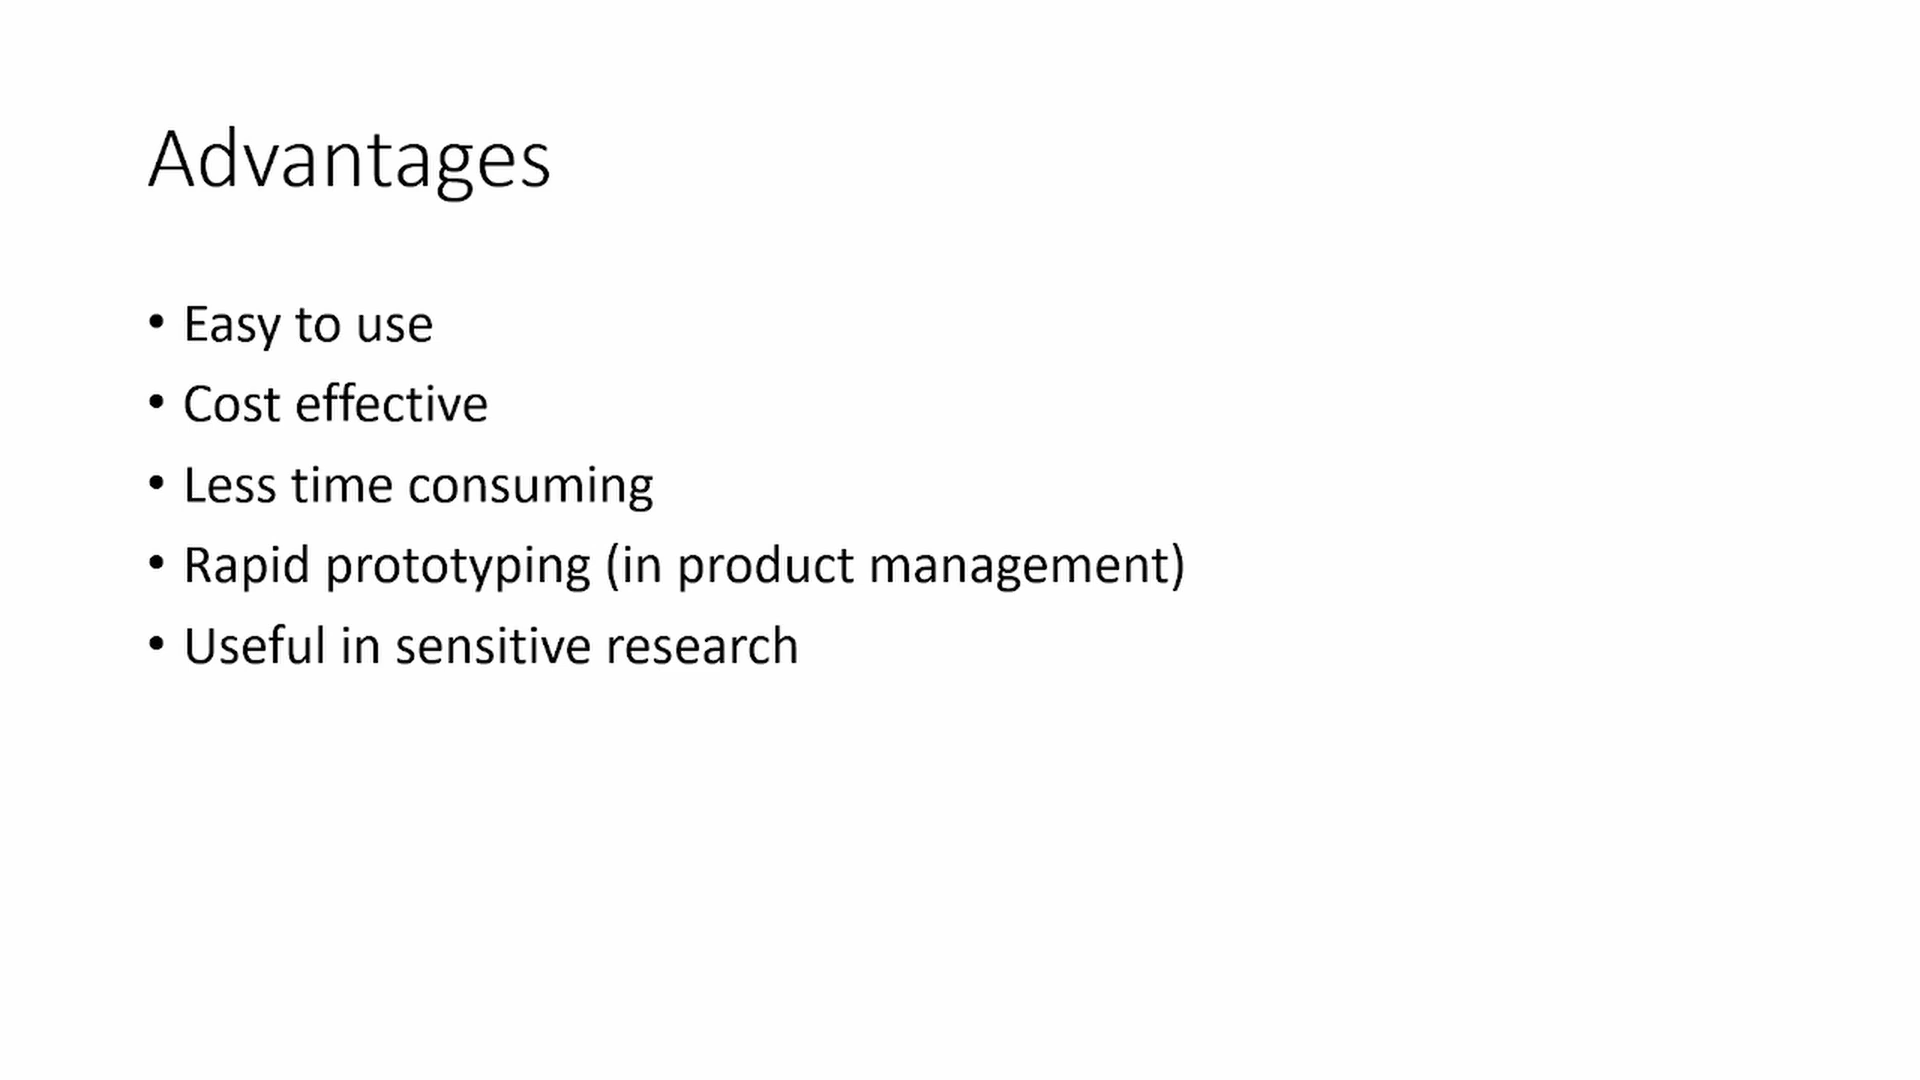 Advantages
• Easy to use
• Cost effective
• Less time consuming
• Rapid prototyping (in product management)
• Useful in sensitive research